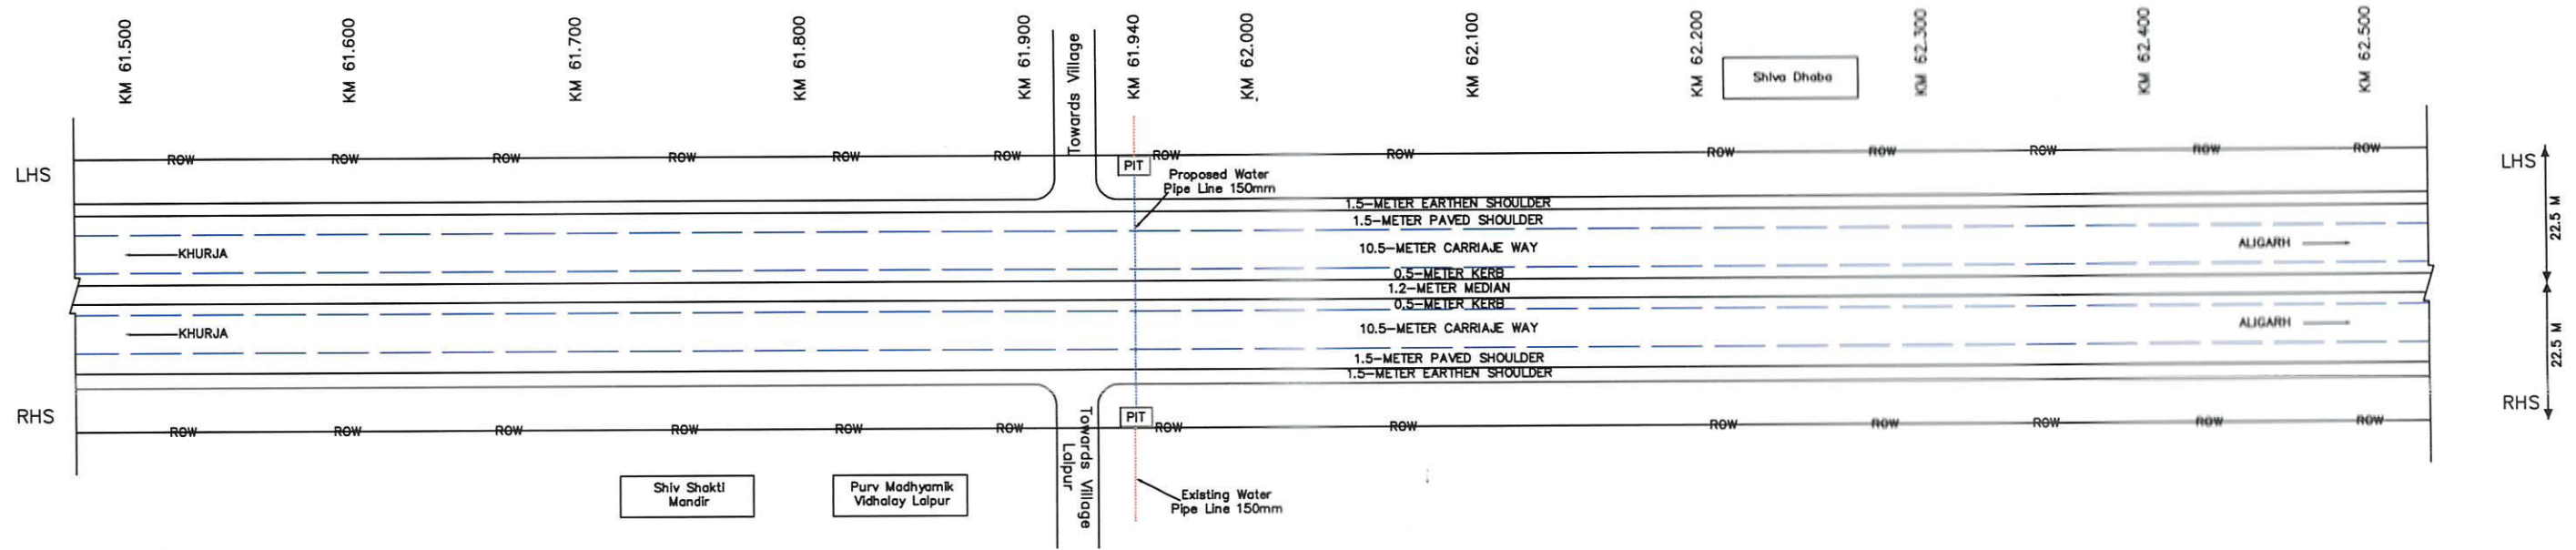 KM 61.500
KM 61.600
KM 61.700
KM 61.800
KM 61.900
Towards Village
KM 61.940
KM 62.000
KM 62.100
KM 62.200
Shiva Dhaba
KM 62.300
KM 62.400
KM 62.500
LHS
ROW ROW ROW ROW ROW ROW ROW ROW ROW ROW ROW ROW ROW
LHS
PIT
Proposed Water
Pipe Line 150mm
22.5 M
1.5-METER EARTHEN SHOULDER
1.5-METER PAVED SHOULDER
KHURJA
10.5-METER CARRIAJE WAY
ALIGARH
0.5-METER KERB
1.2-METER MEDIAN
0.5-METER KERB
KHURJA
10.5-METER CARRIAJE WAY
ALIGARH
22.5 M
1.5-METER PAVED SHOULDER
1.5-METER EARTHEN SHOULDER
RHS
PIT
RHS
ROW ROW ROW ROW ROW ROW ROW ROW ROW ROW ROW ROW ROW
Towards Village
Lalpur
Shiv Shakti
Mandir
Purv Madhyamik
Vidhalay Lalpur
Existing Water
Pipe Line 150mm